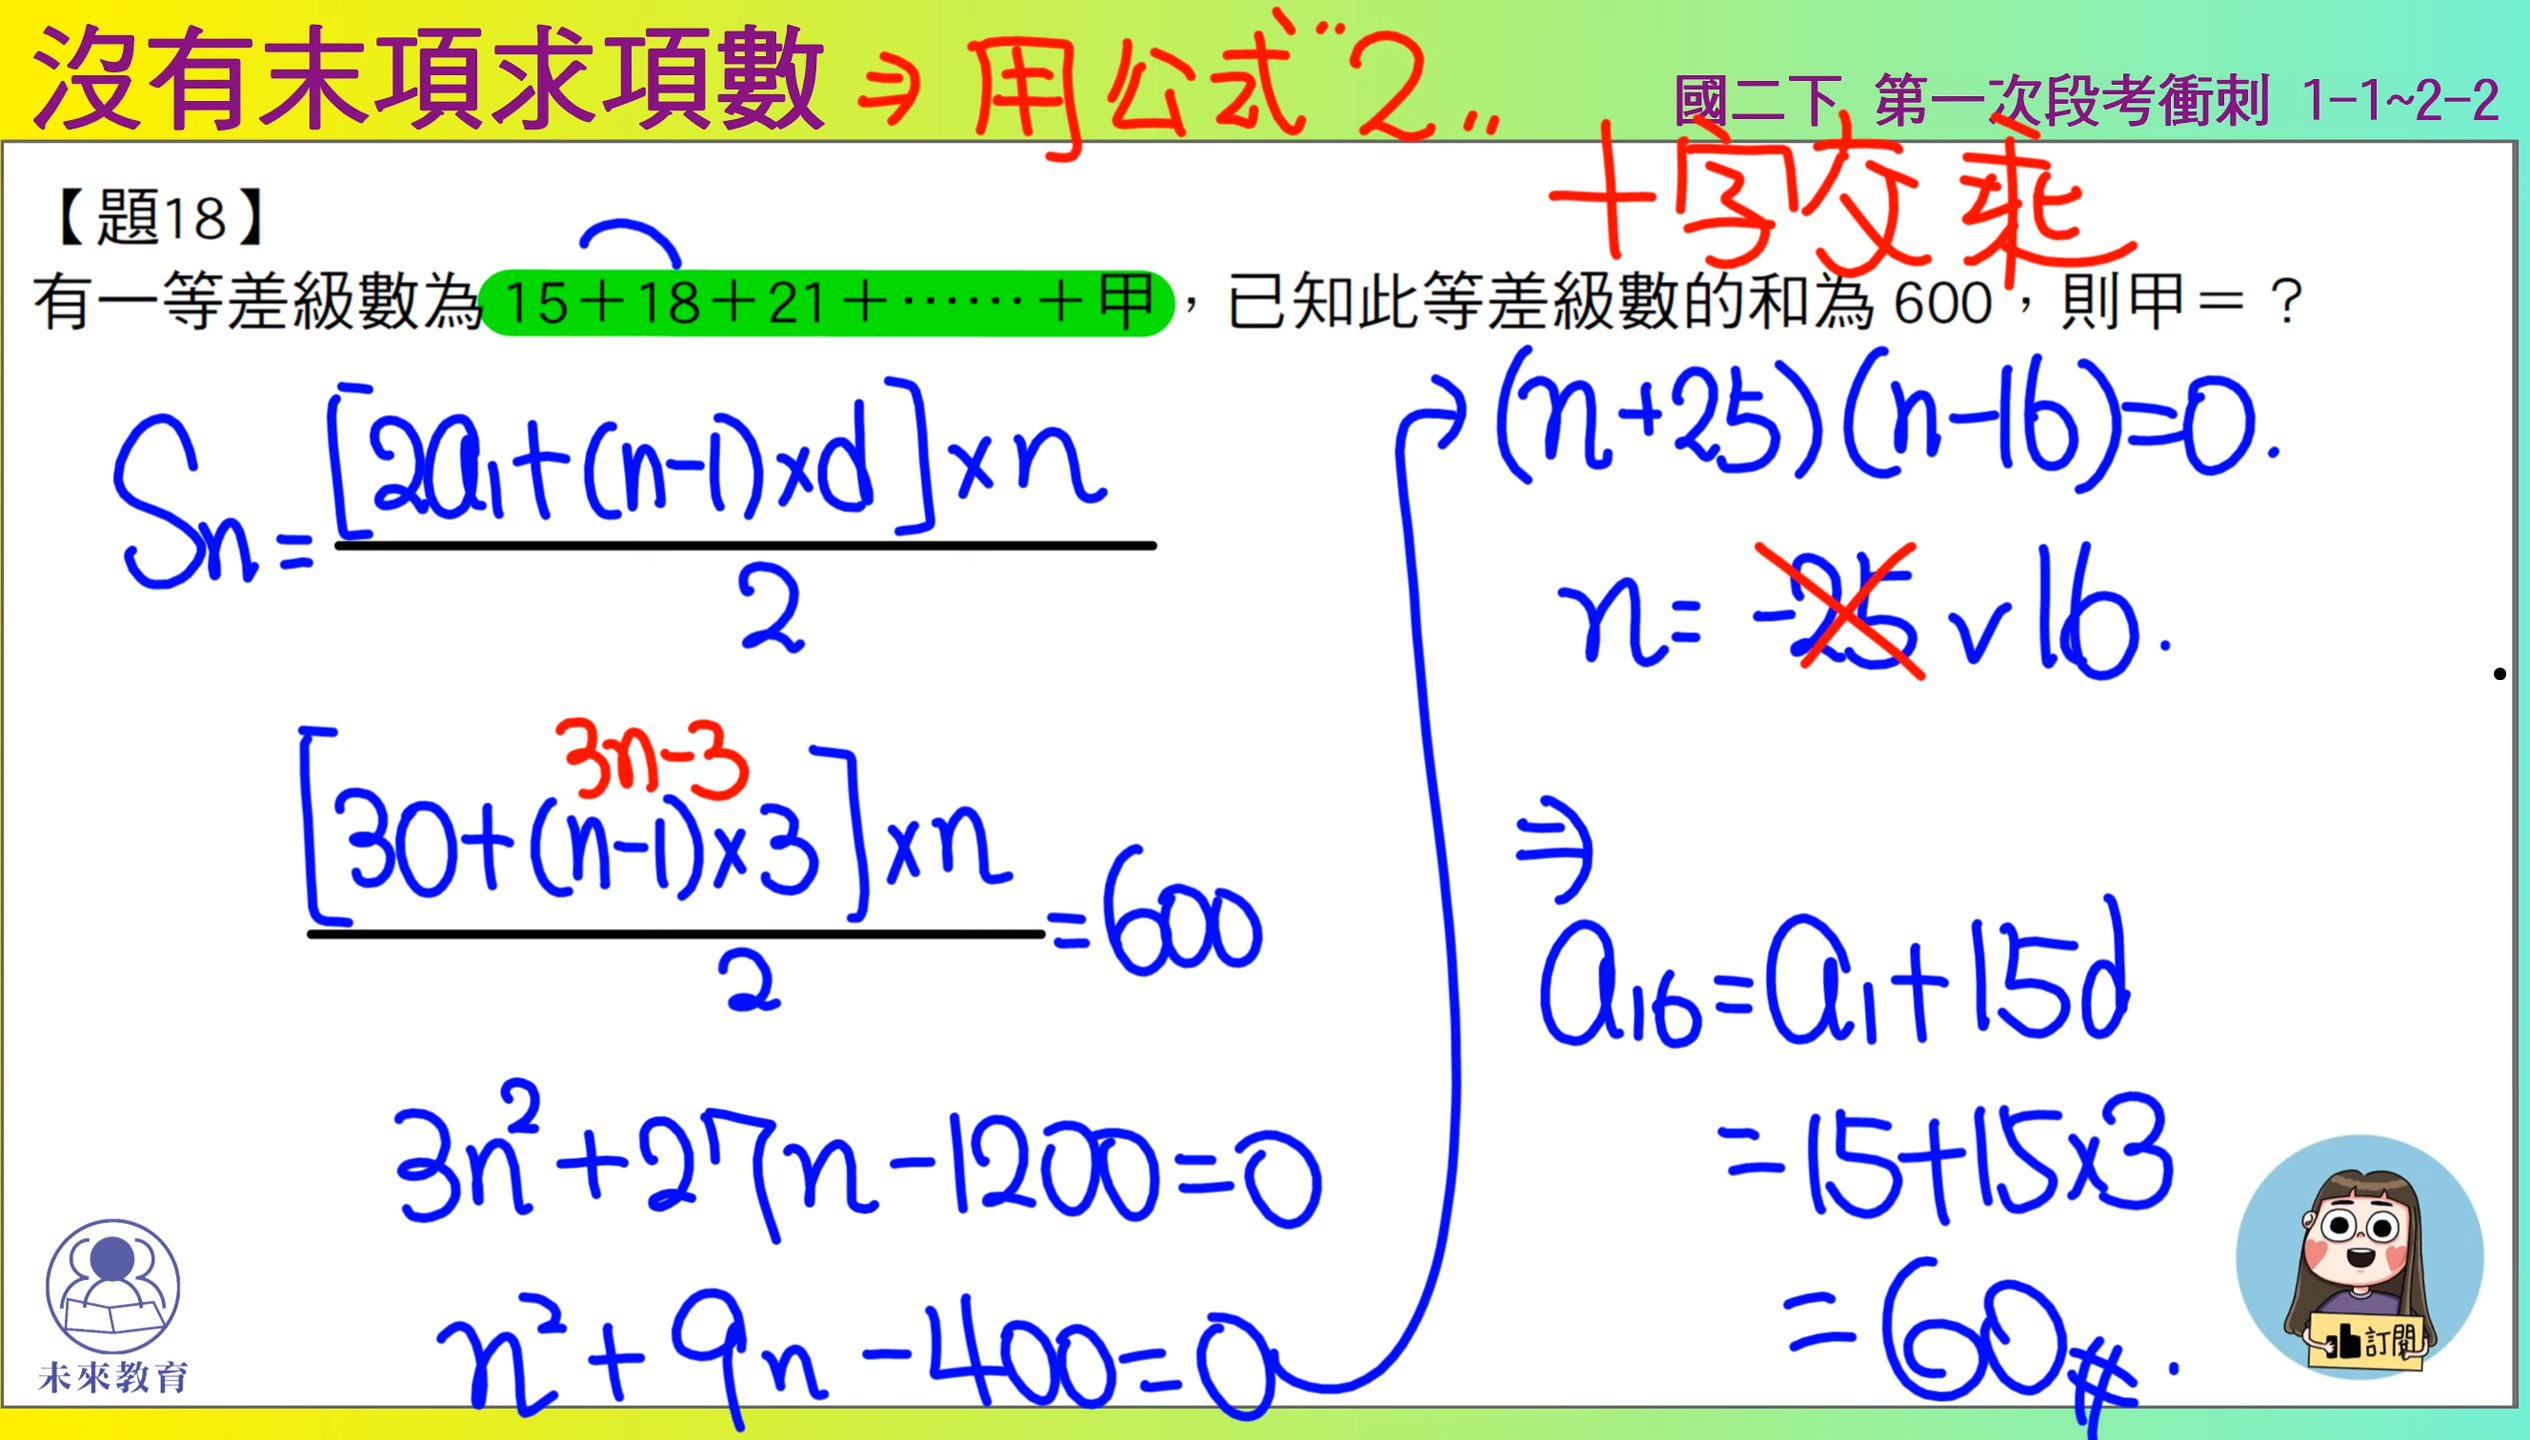 沒有末項求項數 ⇒ 用公式"2"
國二下 第一次段考衝刺 1-1~2-2
十字交乘
【題18】
有一等差級數為 15＋18＋21＋……＋甲，已知此等差級數的和為 600，則甲＝？
Sn = [2a₁+(n-1)×d]×n
2
3n-3
[30+(n-1)×3]×n = 600
2
3n²+27n-1200=0
n²+9n-400=0
→(n+25)(n-16)=0.
n= -25 ∨ 16.
⇒
a₁₆=a₁+15d
=15+15×3
=60#.
未來教育
訂閱